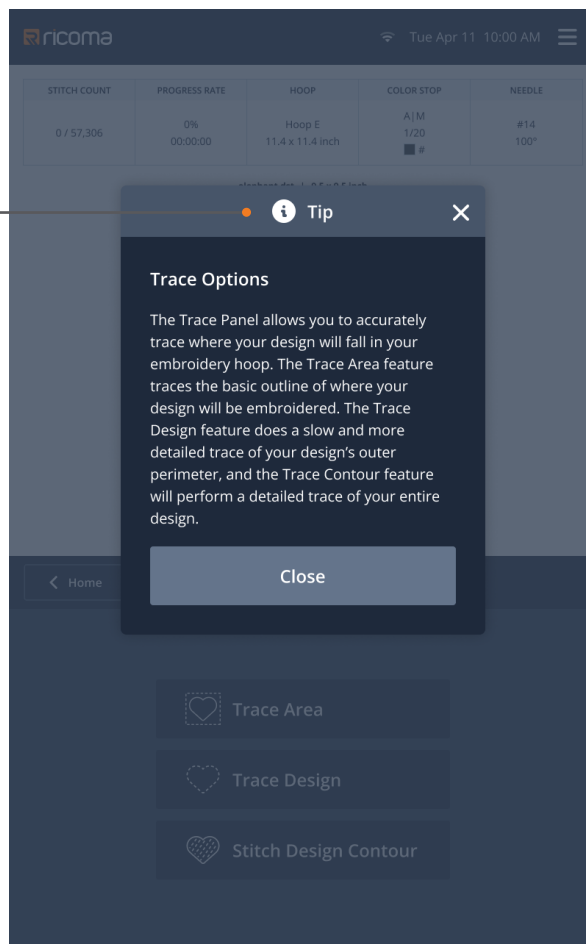 ricoma
Tue Apr 11 10:00 AM
STITCH COUNT PROGRESS RATE HOOP COLOR STOP NEEDLE
0 / 57,306 0% 00:00:00 Hoop E 11.4 x 11.4 inch A|M 1/20 # #14 100°
Tip
Trace Options
The Trace Panel allows you to accurately
trace where your design will fall in your
embroidery hoop. The Trace Area feature
traces the basic outline of where your
design will be embroidered. The Trace
Design feature does a slow and more
detailed trace of your design’s outer
perimeter, and the Trace Contour feature
will perform a detailed trace of your entire
design.
Close
Home
Trace Area
Trace Design
Stitch Design Contour